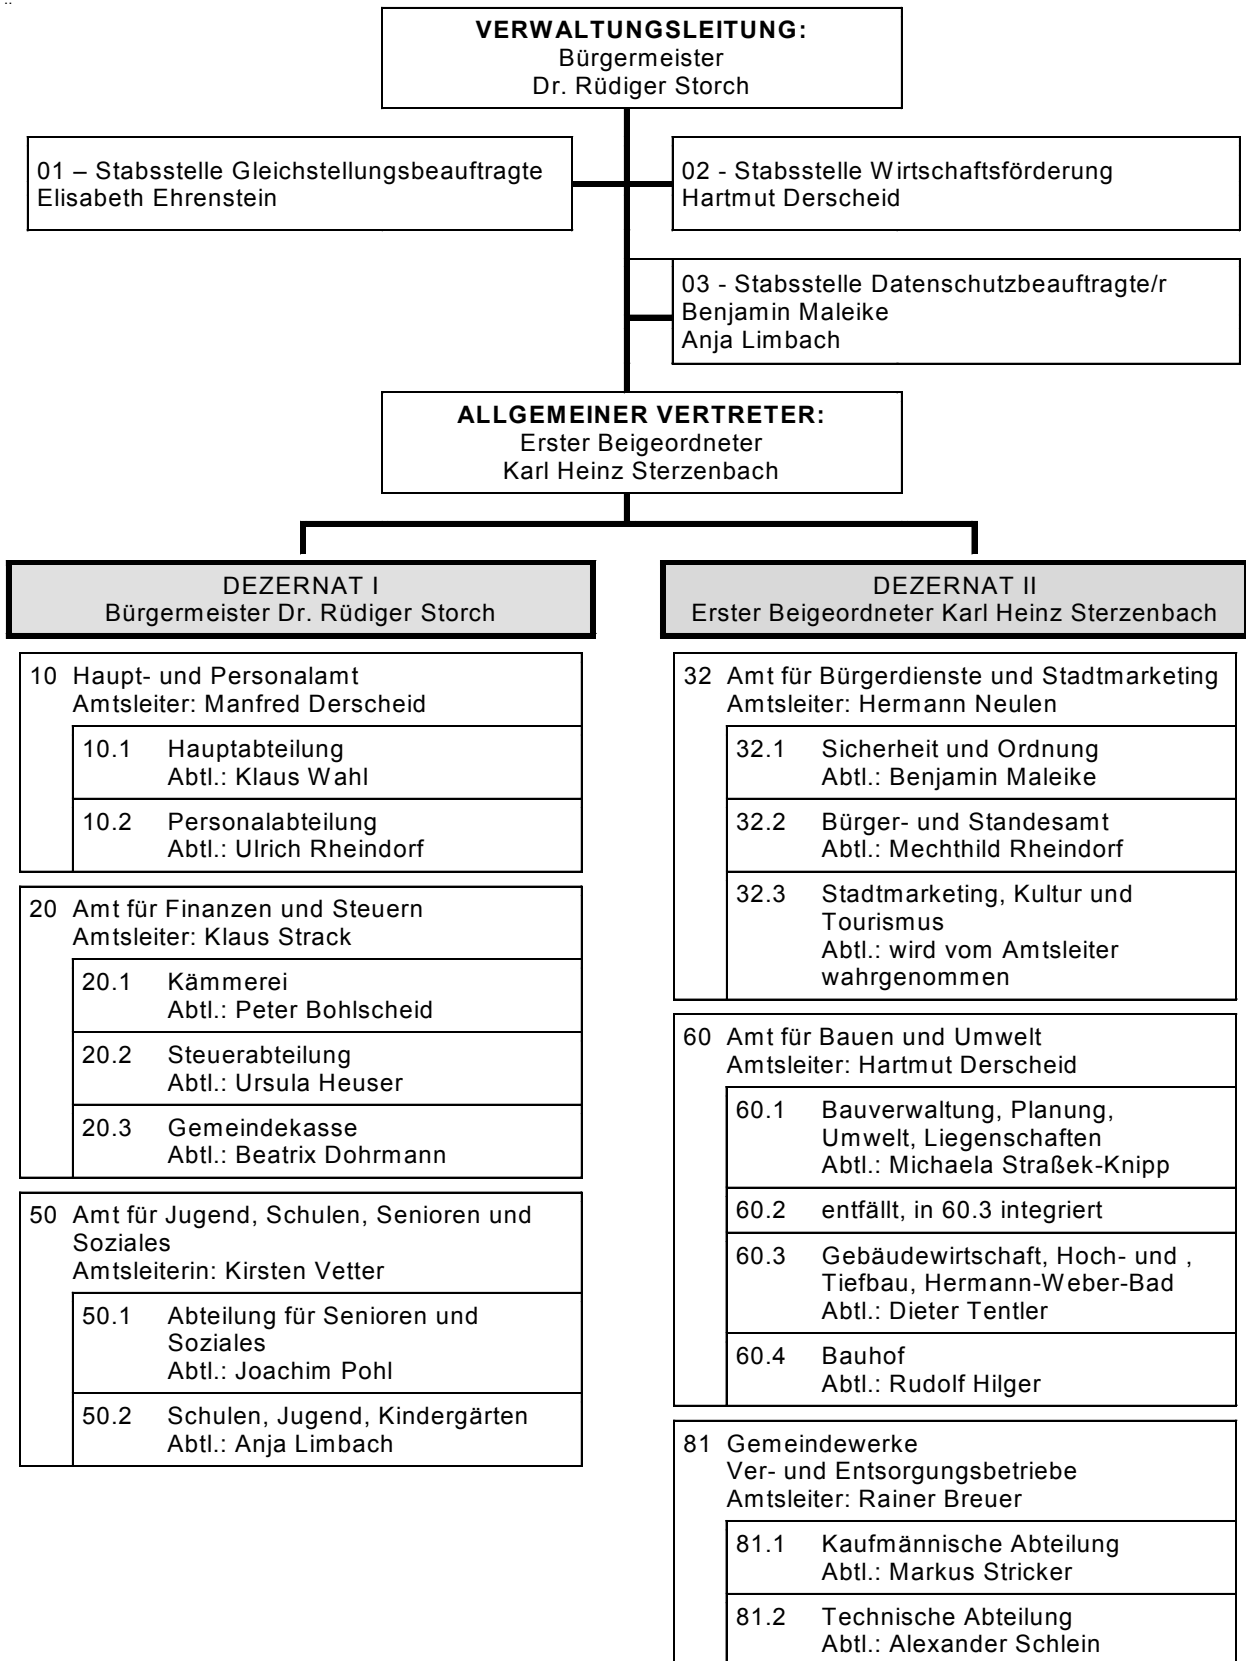 VERWALTUNGSLEITUNG:
Bürgermeister
Dr. Rüdiger Storch
01 – Stabsstelle Gleichstellungsbeauftragte
Elisabeth Ehrenstein
02 - Stabsstelle Wirtschaftsförderung
Hartmut Derscheid
03 - Stabsstelle Datenschutzbeauftragte/r
Benjamin Maleike
Anja Limbach
ALLGEMEINER VERTRETER:
Erster Beigeordneter
Karl Heinz Sterzenbach
DEZERNAT I
Bürgermeister Dr. Rüdiger Storch
10 Haupt- und Personalamt
Amtsleiter: Manfred Derscheid
10.1 Hauptabteilung
Abtl.: Klaus Wahl
10.2 Personalabteilung
Abtl.: Ulrich Rheindorf
20 Amt für Finanzen und Steuern
Amtsleiter: Klaus Strack
20.1 Kämmerei
Abtl.: Peter Bohlscheid
20.2 Steuerabteilung
Abtl.: Ursula Heuser
20.3 Gemeindekasse
Abtl.: Beatrix Dohrmann
50 Amt für Jugend, Schulen, Senioren und
Soziales
Amtsleiterin: Kirsten Vetter
50.1 Abteilung für Senioren und
Soziales
Abtl.: Joachim Pohl
50.2 Schulen, Jugend, Kindergärten
Abtl.: Anja Limbach
DEZERNAT II
Erster Beigeordneter Karl Heinz Sterzenbach
32 Amt für Bürgerdienste und Stadtmarketing
Amtsleiter: Hermann Neulen
32.1 Sicherheit und Ordnung
Abtl.: Benjamin Maleike
32.2 Bürger- und Standesamt
Abtl.: Mechthild Rheindorf
32.3 Stadtmarketing, Kultur und
Tourismus
Abtl.: wird vom Amtsleiter
wahrgenommen
60 Amt für Bauen und Umwelt
Amtsleiter: Hartmut Derscheid
60.1 Bauverwaltung, Planung,
Umwelt, Liegenschaften
Abtl.: Michaela Straßek-Knipp
60.2 entfällt, in 60.3 integriert
60.3 Gebäudewirtschaft, Hoch- und ,
Tiefbau, Hermann-Weber-Bad
Abtl.: Dieter Tentler
60.4 Bauhof
Abtl.: Rudolf Hilger
81 Gemeindewerke
Ver- und Entsorgungsbetriebe
Amtsleiter: Rainer Breuer
81.1 Kaufmännische Abteilung
Abtl.: Markus Stricker
81.2 Technische Abteilung
Abtl.: Alexander Schlein